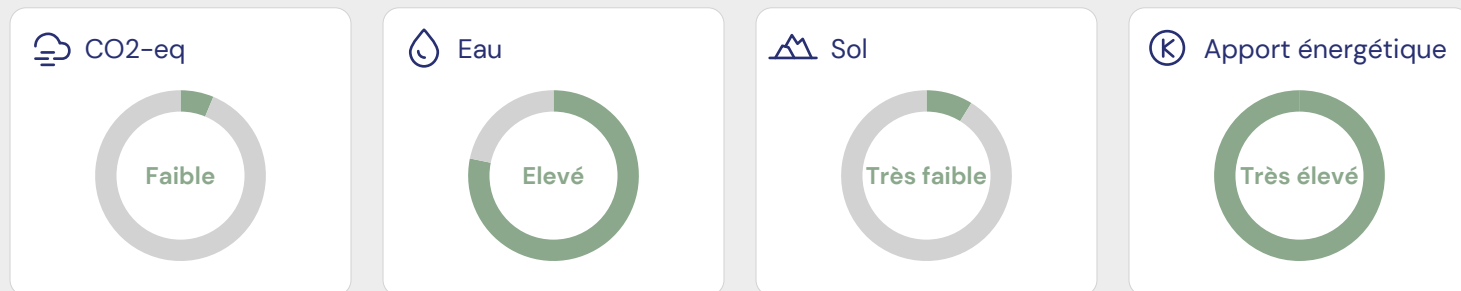 CO2-eq
Faible
Eau
Elevé
Sol
Très faible
Apport énergétique
Très élevé